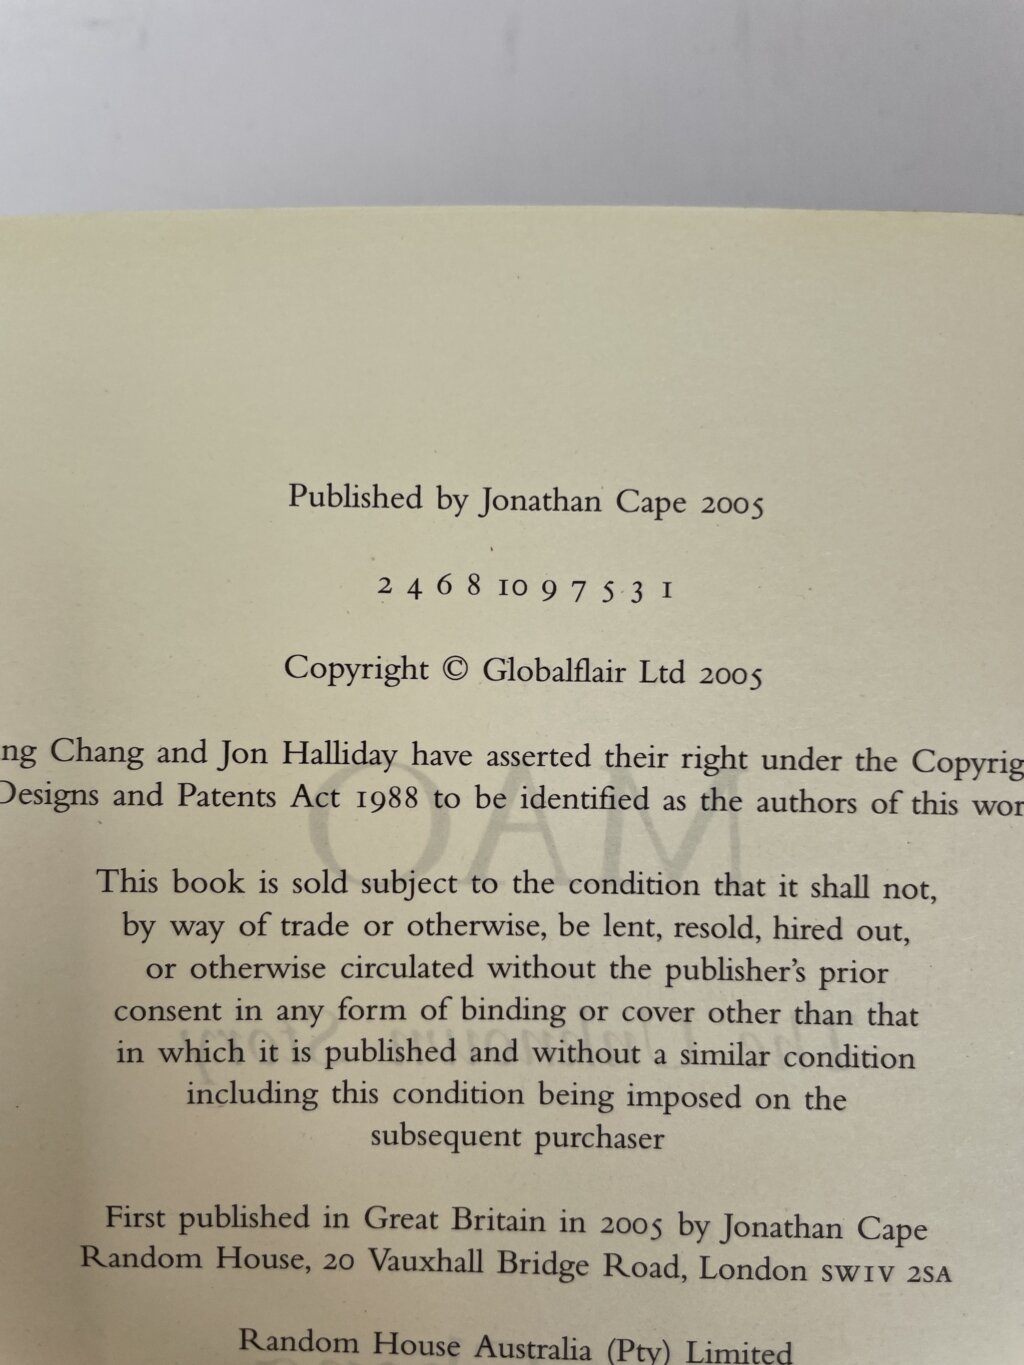 Published by Jonathan Cape 2005
2 4 6 8 10 9 7 5 3 1
Copyright © Globalflair Ltd 2005
ng Chang and Jon Halliday have asserted their right under the Copyrig
Designs and Patents Act 1988 to be identified as the authors of this wor
MAO
This book is sold subject to the condition that it shall not,
by way of trade or otherwise, be lent, resold, hired out,
or otherwise circulated without the publisher's prior
consent in any form of binding or cover other than that
in which it is published and without a similar condition
including this condition being imposed on the
subsequent purchaser
First published in Great Britain in 2005 by Jonathan Cape
Random House, 20 Vauxhall Bridge Road, London SW1V 2SA
Random House Australia (Pty) Limited